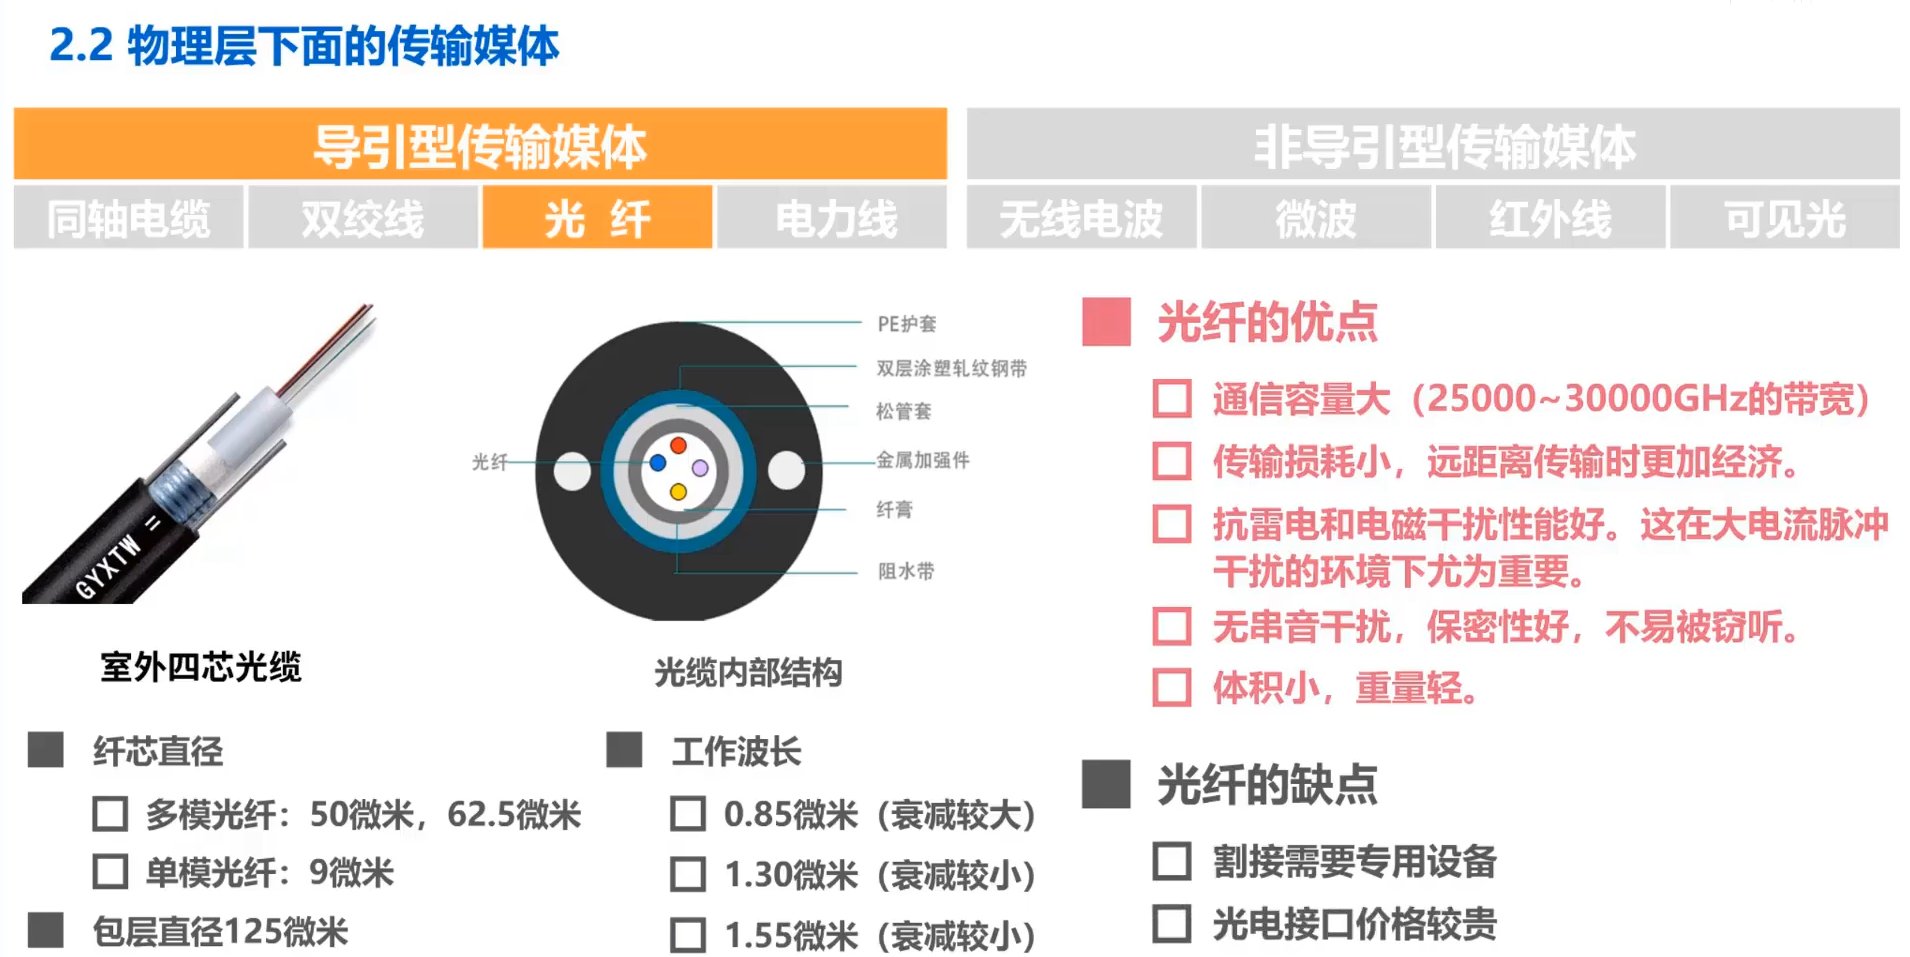 2.2 物理层下面的传输媒体
导引型传输媒体
非导引型传输媒体
同轴电缆
双绞线
光 纤
电力线
无线电波
微波
红外线
可见光
GYXTW =
室外四芯光缆
PE护套
双层涂塑轧纹钢带
松管套
光纤
金属加强件
纤膏
阻水带
光缆内部结构
纤芯直径
多模光纤：50微米，62.5微米
单模光纤：9微米
包层直径125微米
工作波长
0.85微米（衰减较大）
1.30微米（衰减较小）
1.55微米（衰减较小）
光纤的优点
通信容量大（25000~30000GHz的带宽）
传输损耗小，远距离传输时更加经济。
抗雷电和电磁干扰性能好。这在大电流脉冲
干扰的环境下尤为重要。
无串音干扰，保密性好，不易被窃听。
体积小，重量轻。
光纤的缺点
割接需要专用设备
光电接口价格较贵